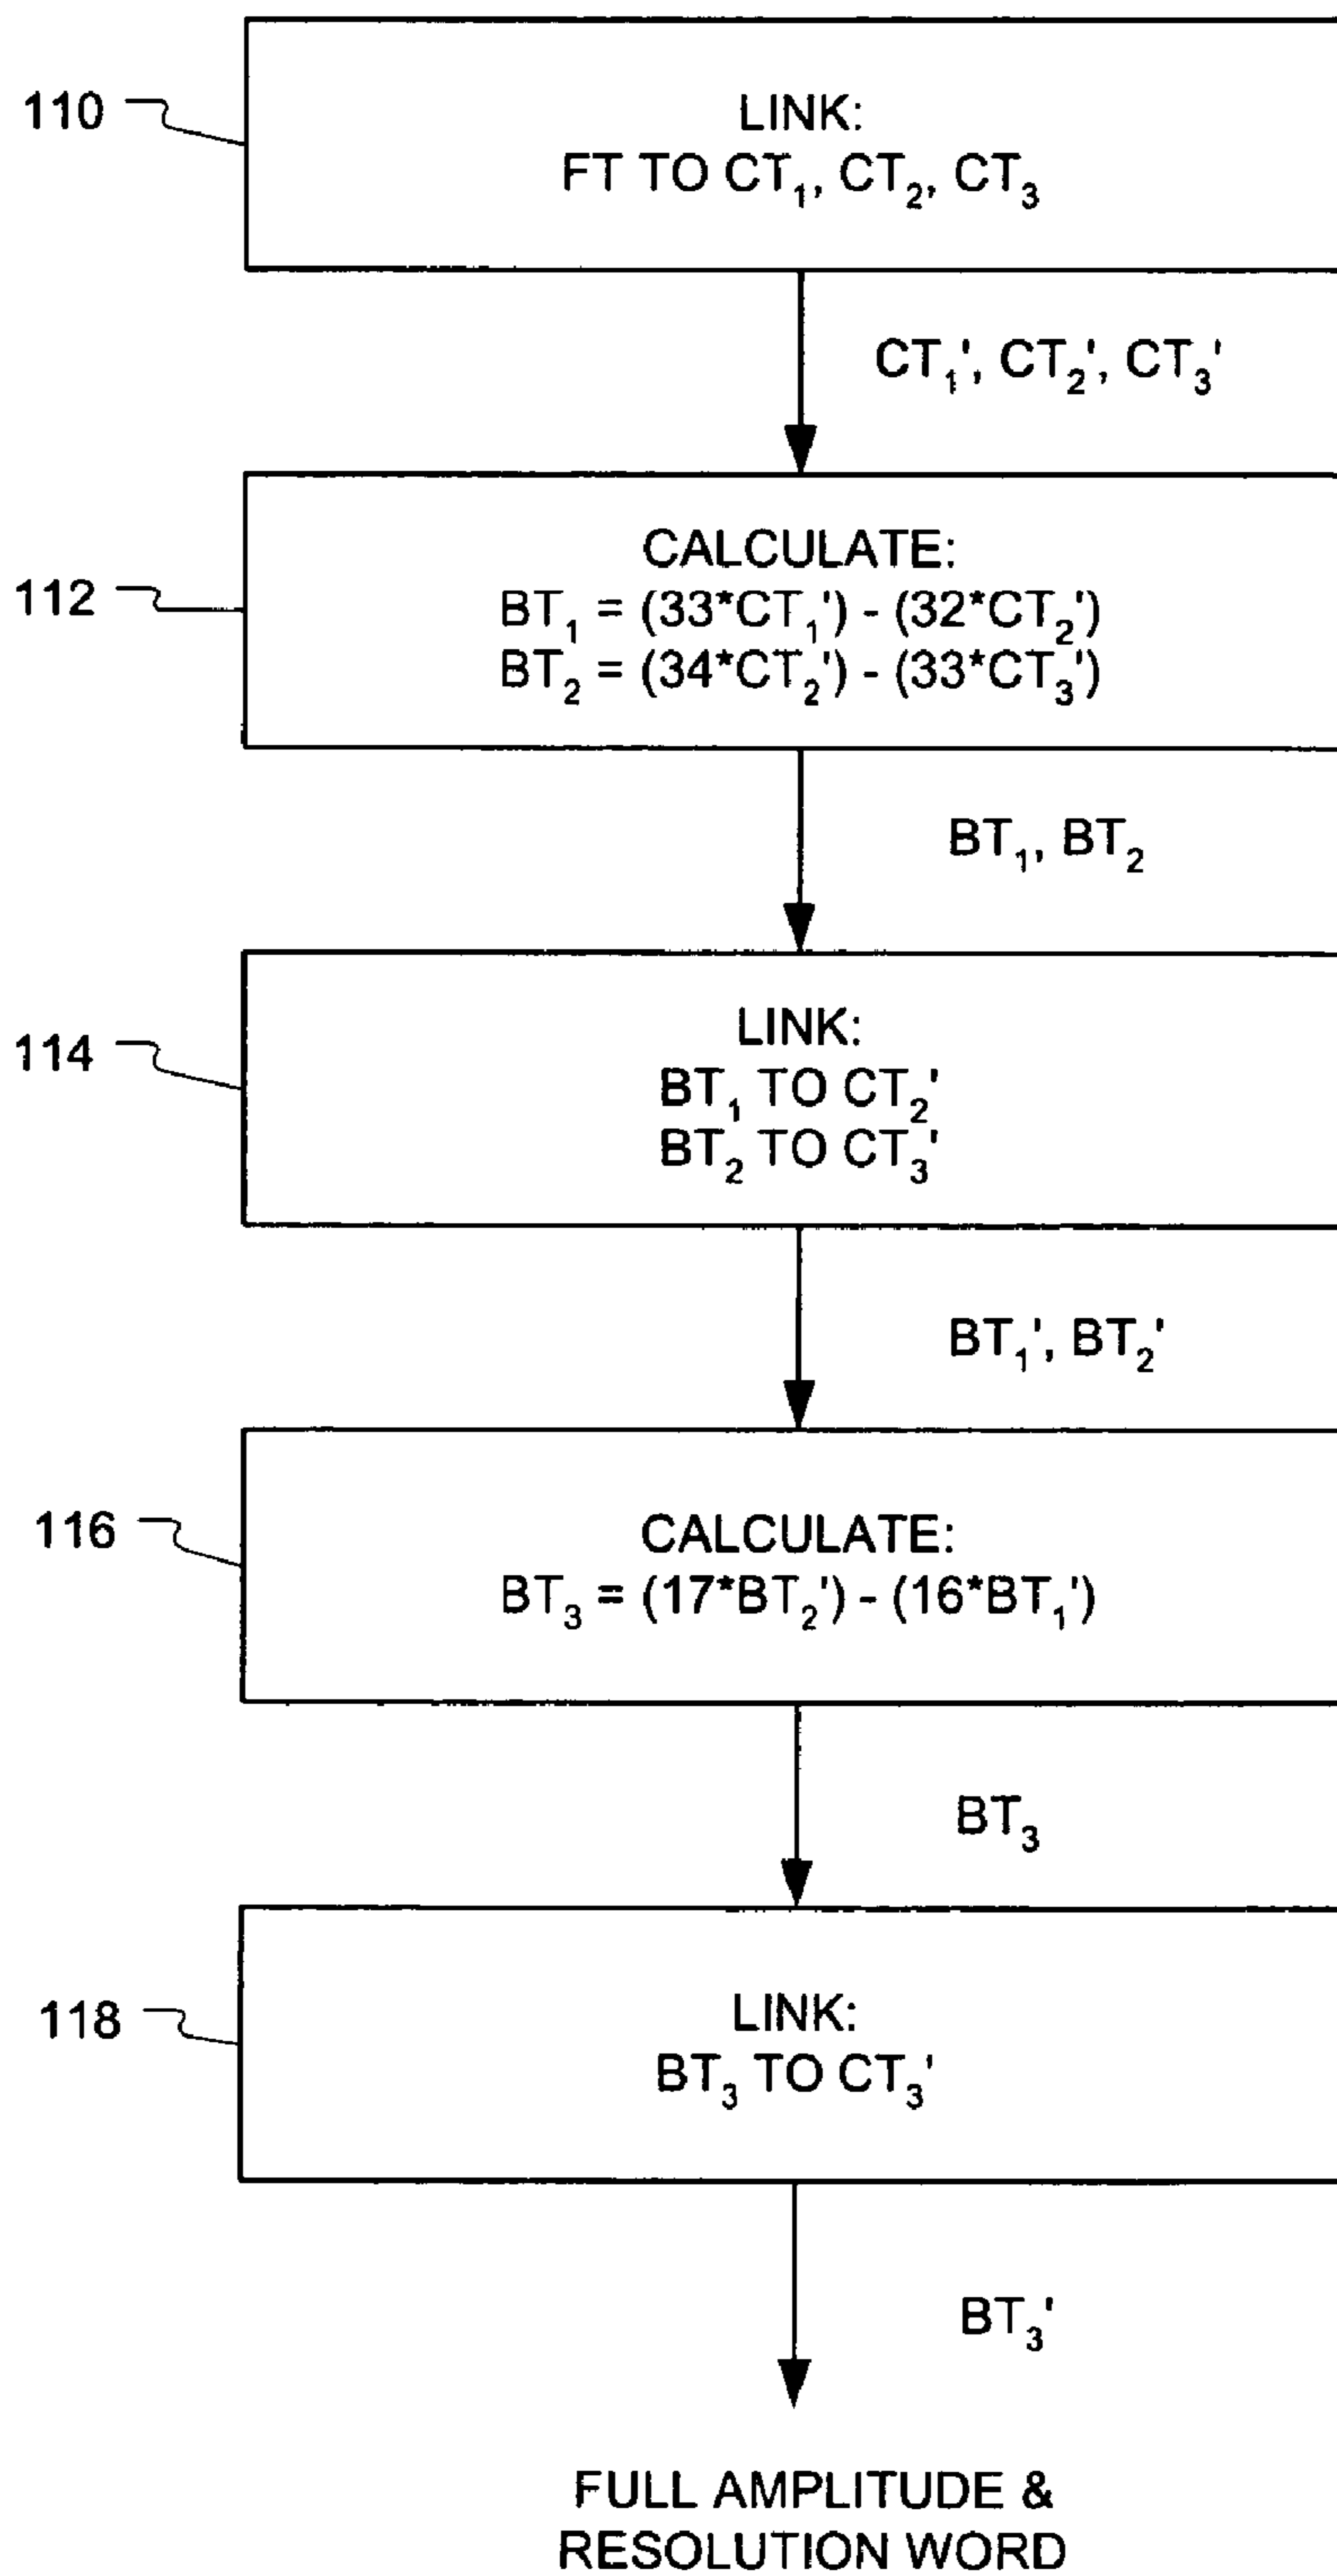 110
LINK:
FT TO CT₁, CT₂, CT₃
CT₁', CT₂', CT₃'
112
CALCULATE:
BT₁ = (33*CT₁') - (32*CT₂')
BT₂ = (34*CT₂') - (33*CT₃')
BT₁, BT₂
114
LINK:
BT₁ TO CT₂'
BT₂ TO CT₃'
BT₁', BT₂'
116
CALCULATE:
BT₃ = (17*BT₂') - (16*BT₁')
BT₃
118
LINK:
BT₃ TO CT₃'
BT₃'
FULL AMPLITUDE &
RESOLUTION WORD